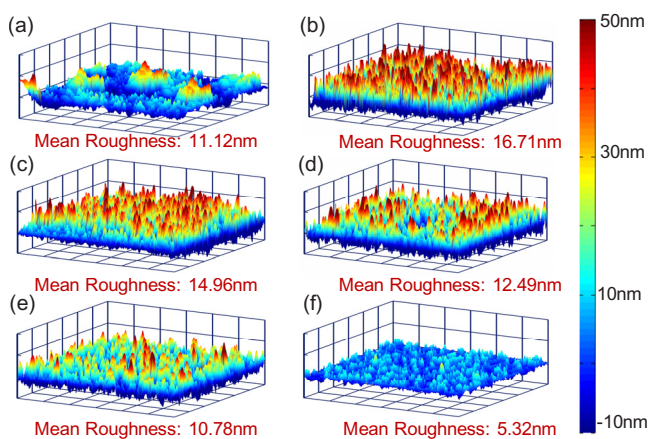 (a)
Mean Roughness: 11.12nm
(b)
Mean Roughness: 16.71nm
(c)
Mean Roughness: 14.96nm
(d)
Mean Roughness: 12.49nm
(e)
Mean Roughness: 10.78nm
(f)
Mean Roughness: 5.32nm
50nm
30nm
10nm
-10nm